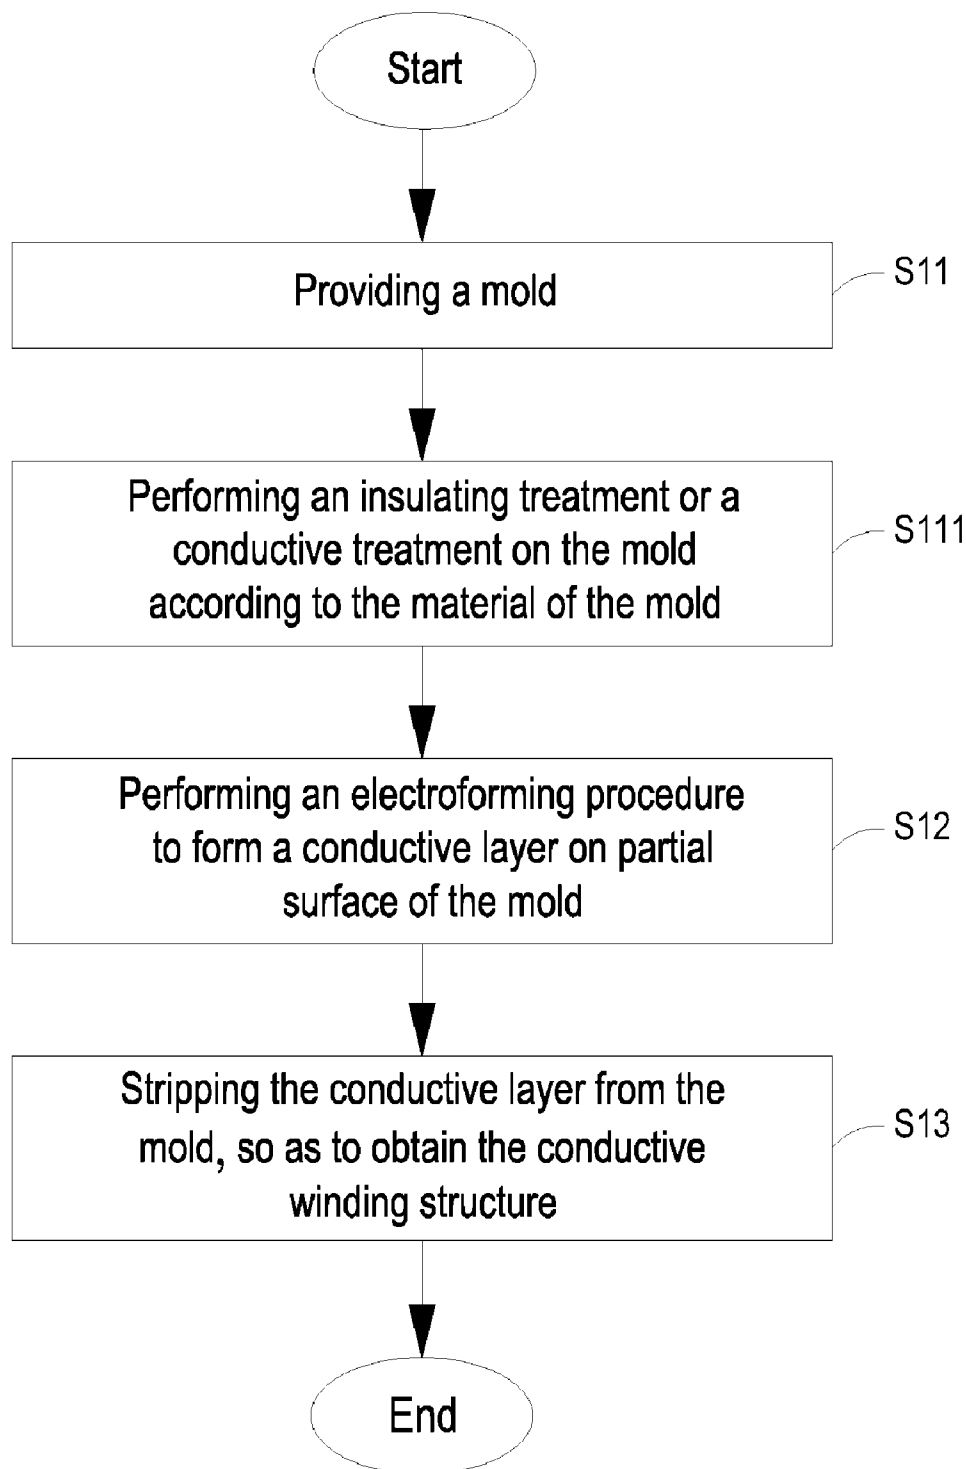 Start
Providing a mold
S11
Performing an insulating treatment or a
conductive treatment on the mold
according to the material of the mold
S111
Performing an electroforming procedure
to form a conductive layer on partial
surface of the mold
S12
Stripping the conductive layer from the
mold, so as to obtain the conductive
winding structure
S13
End